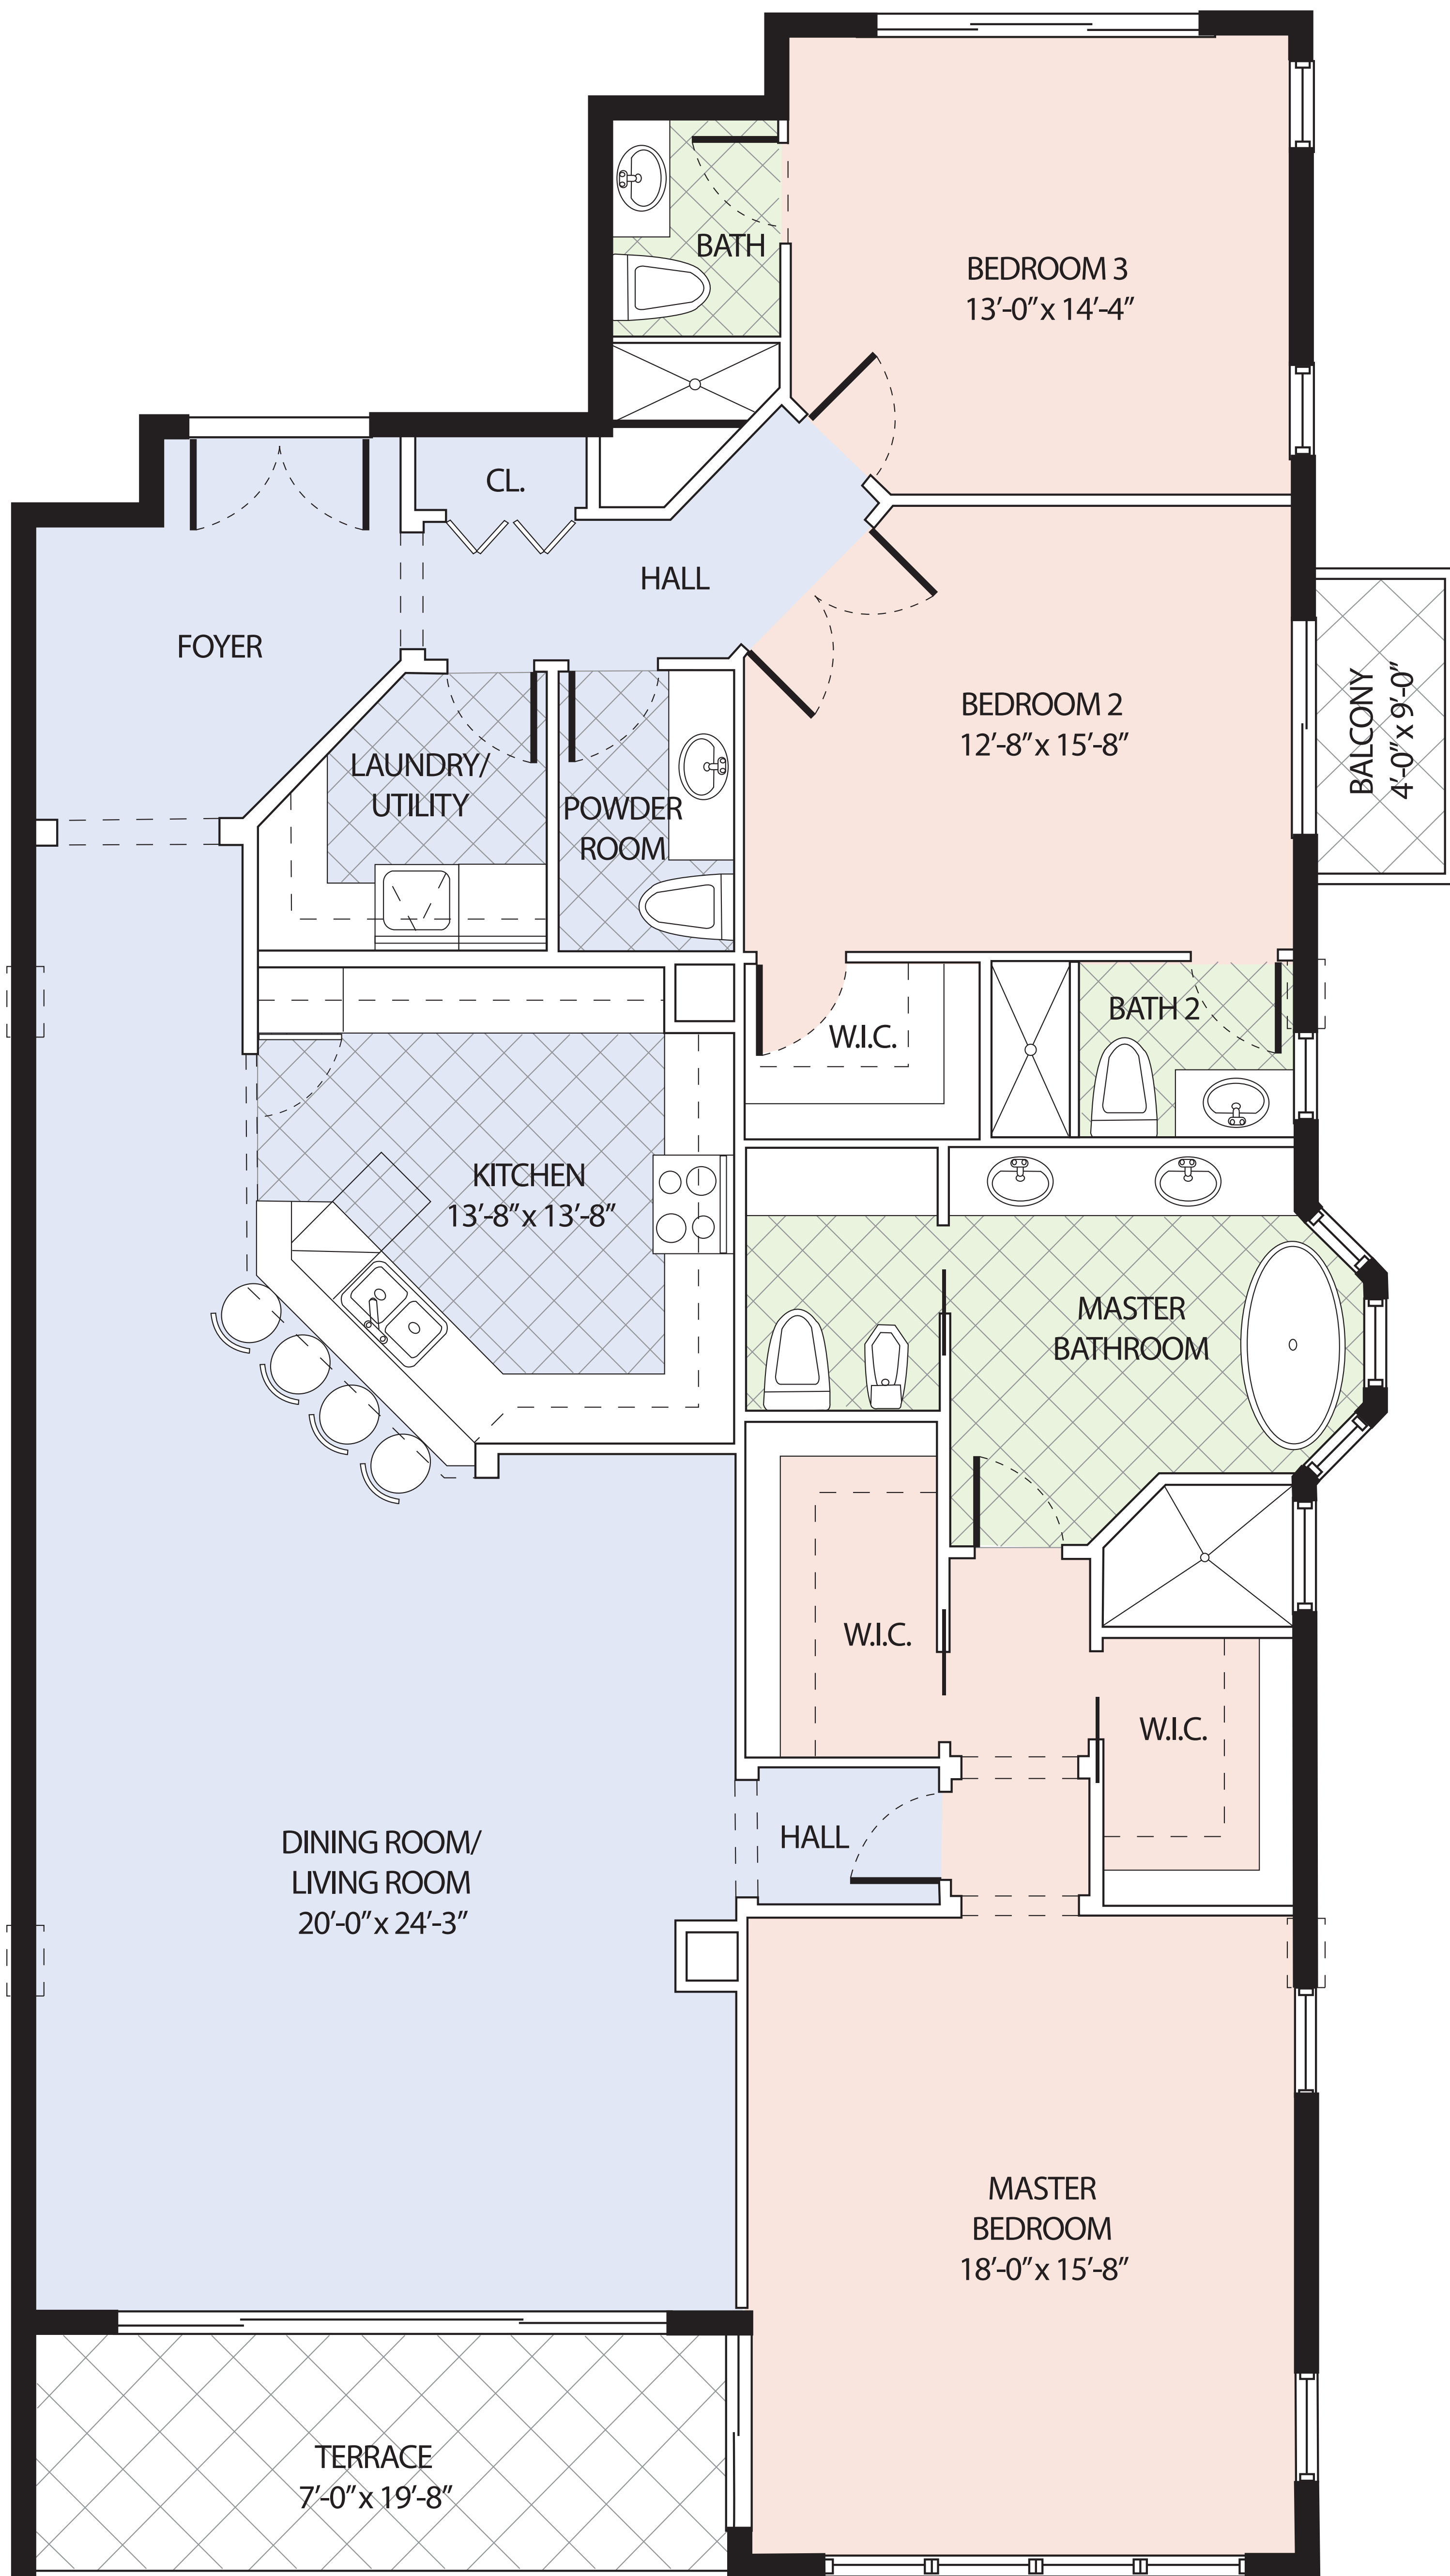 BATH
BEDROOM 3
13’-0” x 14’-4”
CL.
HALL
FOYER
BEDROOM 2
12’-8” x 15’-8”
BALCONY
4’-0” x 9’-0”
LAUNDRY/
UTILITY
POWDER
ROOM
W.I.C.
BATH 2
KITCHEN
13’-8” x 13’-8”
MASTER
BATHROOM
W.I.C.
W.I.C.
HALL
DINING ROOM/
LIVING ROOM
20’-0” x 24’-3”
MASTER
BEDROOM
18’-0” x 15’-8”
TERRACE
7’-0” x 19’-8”